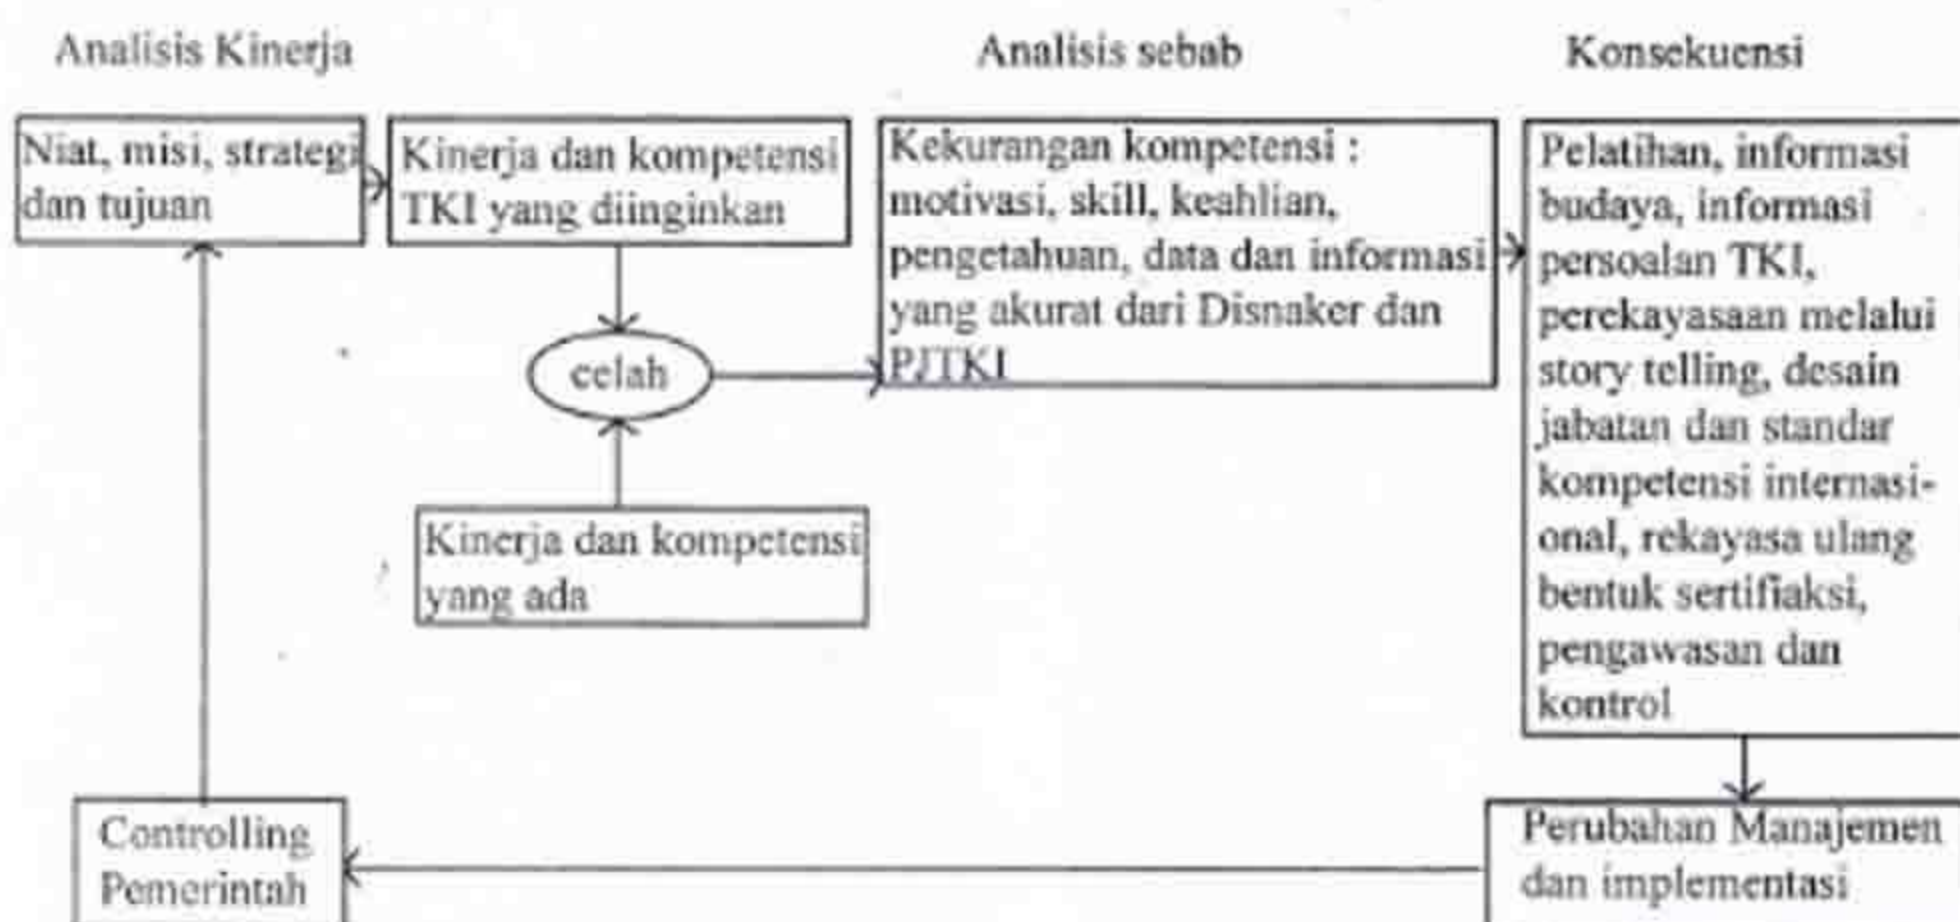 Analisis Kinerja
Analisis sebab
Konsekuensi
Niat, misi, strategi
dan tujuan
Kinerja dan kompetensi
TKI yang diinginkan
Kekurangan kompetensi :
motivasi, skill, keahlian,
pengetahuan, data dan informasi
yang akurat dari Disnaker dan
PJTKI
Pelatihan, informasi
budaya, informasi
persoalan TKI,
perekayasaan melalui
story telling, desain
jabatan dan standar
kompetensi internasi-
onal, rekayasa ulang
bentuk sertifiaksi,
pengawasan dan
kontrol
celah
Kinerja dan kompetensi
yang ada
Controlling
Pemerintah
Perubahan Manajemen
dan implementasi